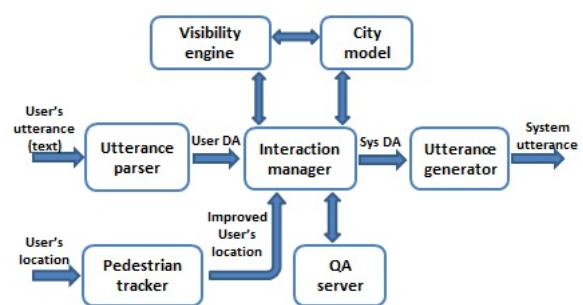 Visibility
engine
City
model
User's
utterance
(text)
Utterance
parser
User DA
Interaction
manager
Sys DA
Utterance
generator
System
utterance
User's
location
Pedestrian
tracker
Improved
User's
location
QA
server